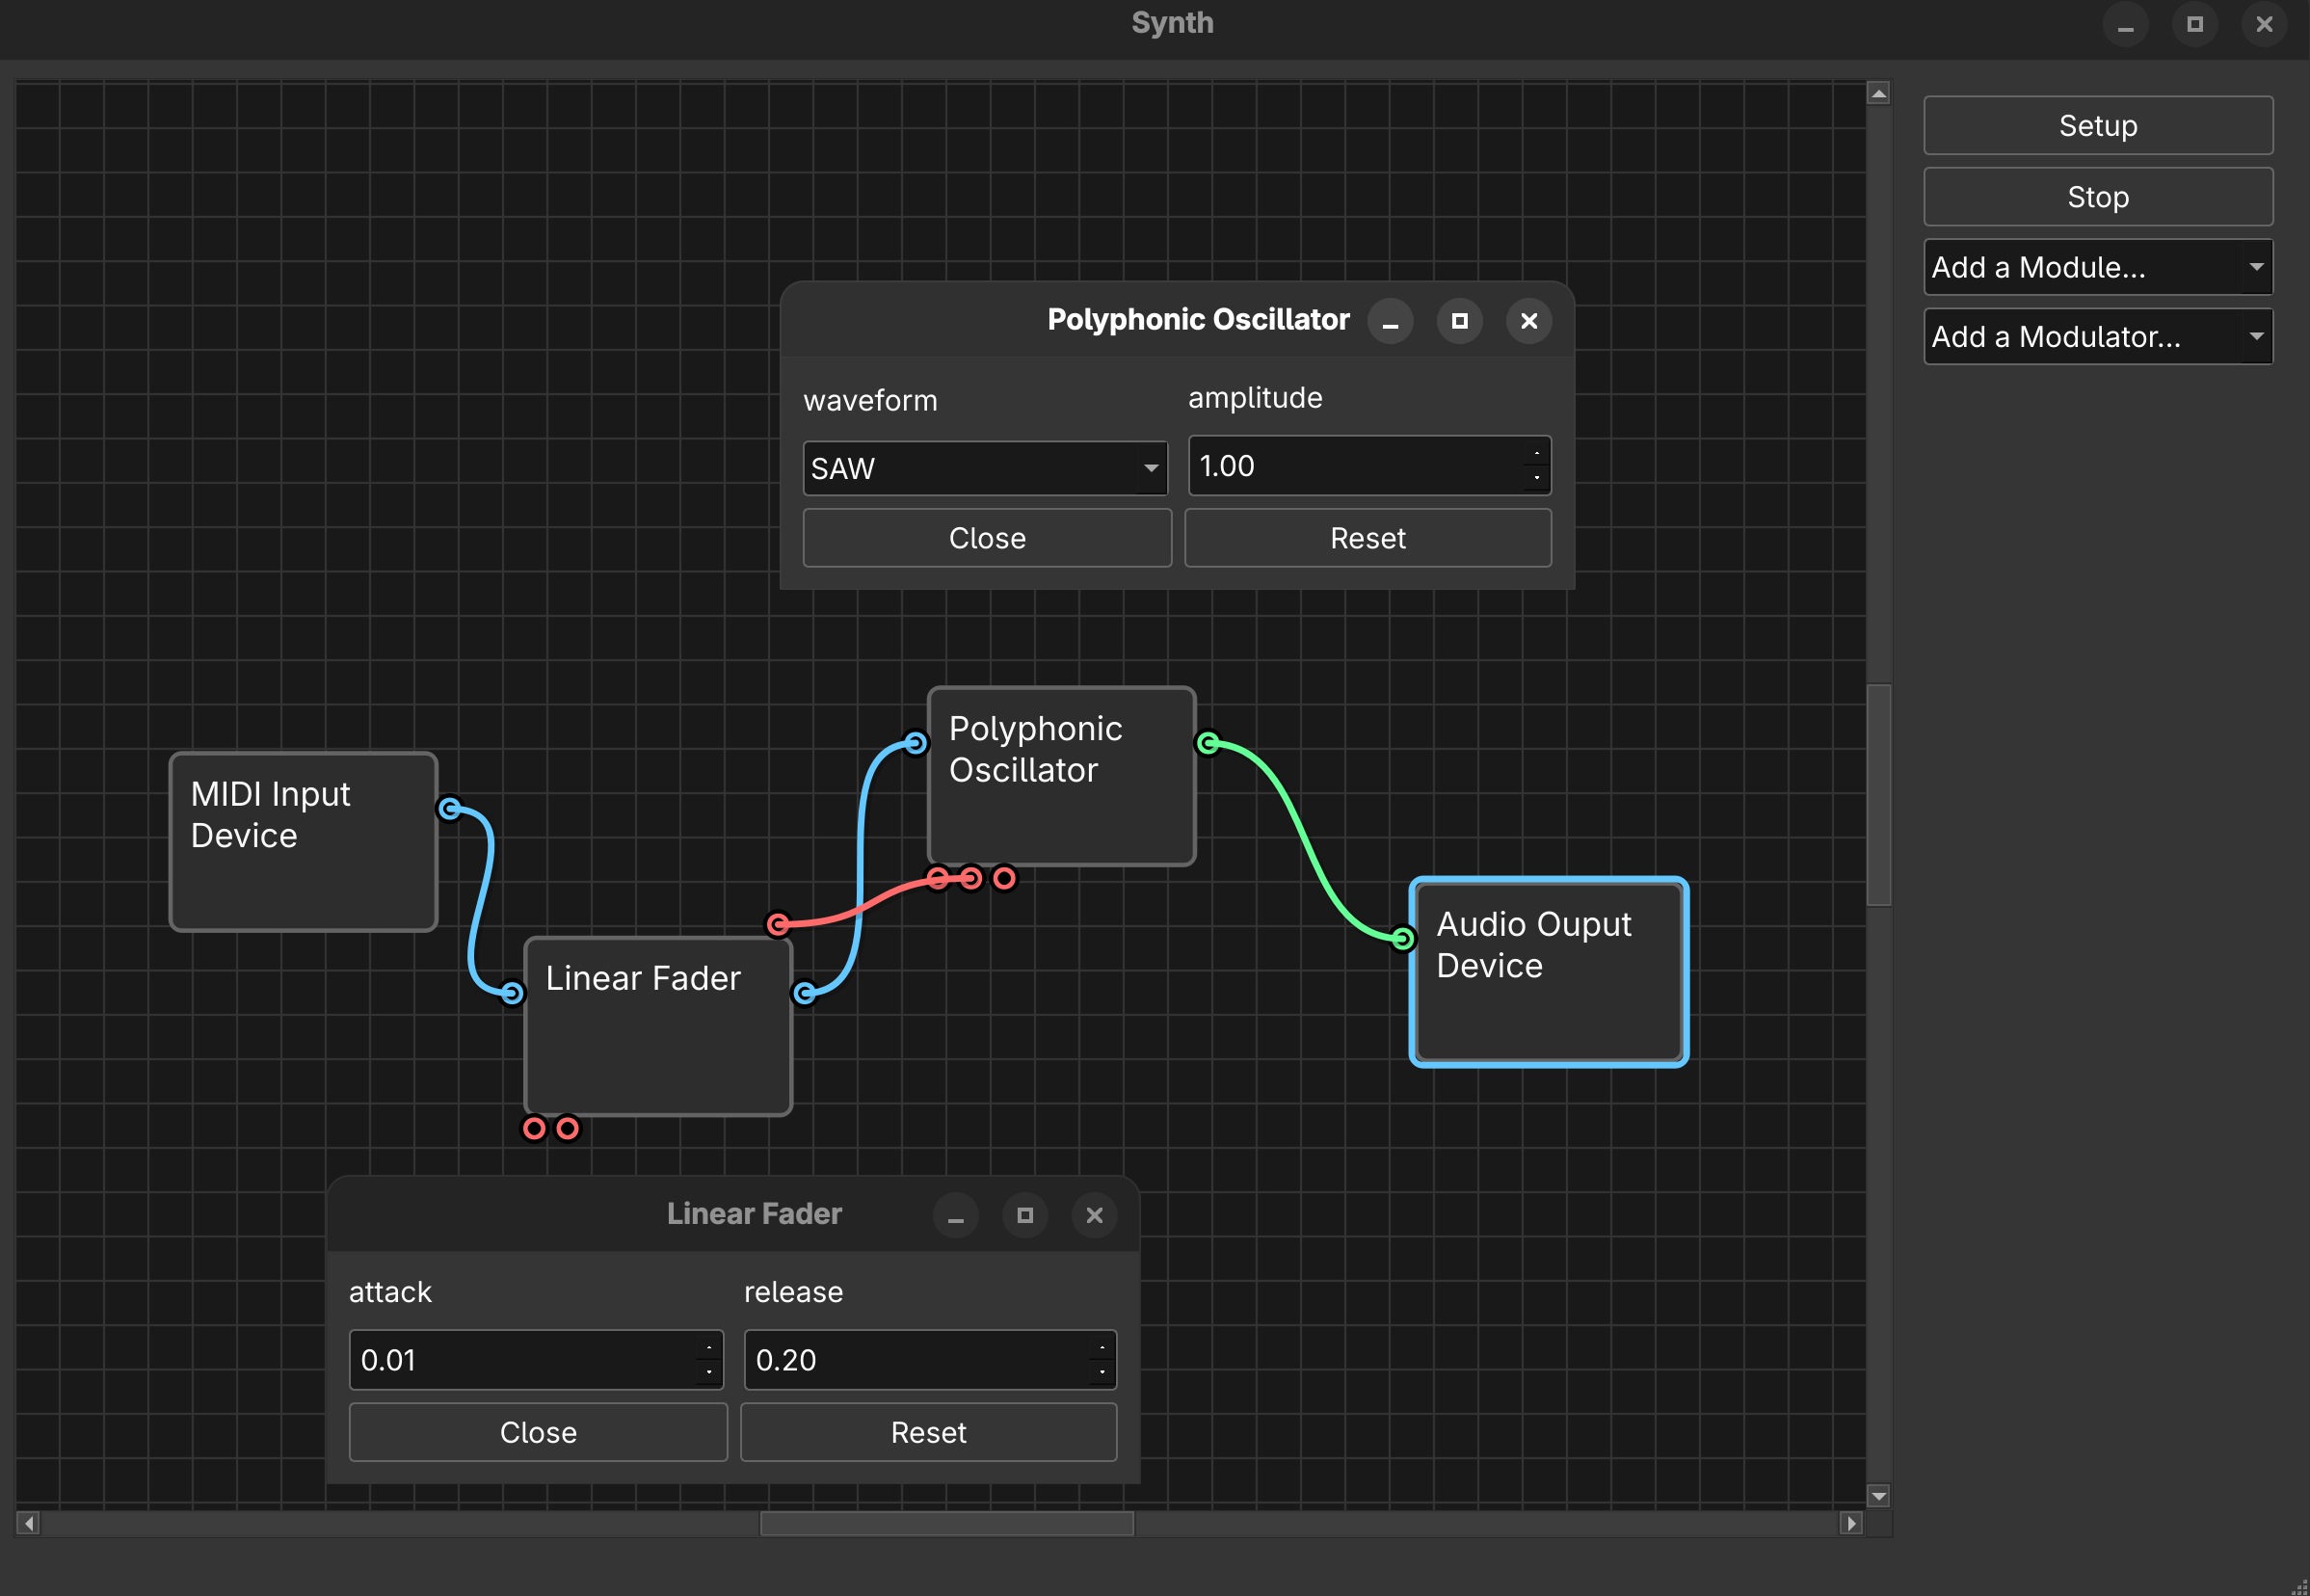 Synth
Setup
Stop
Add a Module...
Add a Modulator...
Polyphonic Oscillator
waveform
amplitude
SAW
1.00
Close
Reset
Polyphonic
Oscillator
MIDI Input
Device
Audio Ouput
Device
Linear Fader
Linear Fader
attack
release
0.01
0.20
Close
Reset